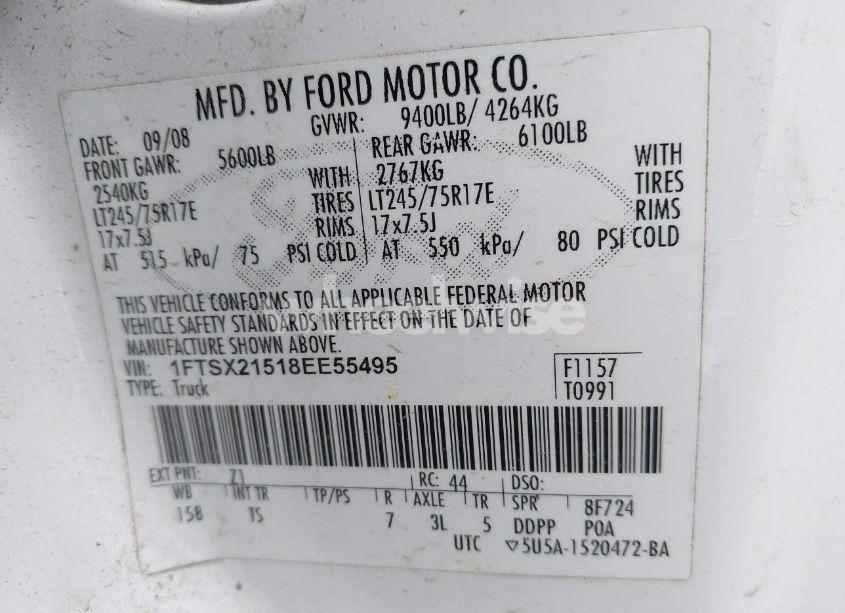 MFD. BY FORD MOTOR CO.
DATE: 09/08 GVWR: 9400LB/ 4264KG
FRONT GAWR: 5600LB REAR GAWR: 6100LB
2540KG WITH 2767KG WITH
LT245/75R17E TIRES LT245/75R17E TIRES
17x7.5J RIMS 17x7.5J RIMS
AT 515 kPa/ 75 PSI COLD AT 550 kPa/ 80 PSI COLD
THIS VEHICLE CONFORMS TO ALL APPLICABLE FEDERAL MOTOR
VEHICLE SAFETY STANDARDS IN EFFECT ON THE DATE OF
MANUFACTURE SHOWN ABOVE.
VIN: 1FTSX21518EE55495 F1157
TYPE: Truck T0991
EXT PNT: Z1 RC: 44 DSO:
WB INT TR TP/PS R AXLE TR SPR 8F724
158 TS 7 3L 5 DDPP POA
UTC ▽5U5A-1520472-BA